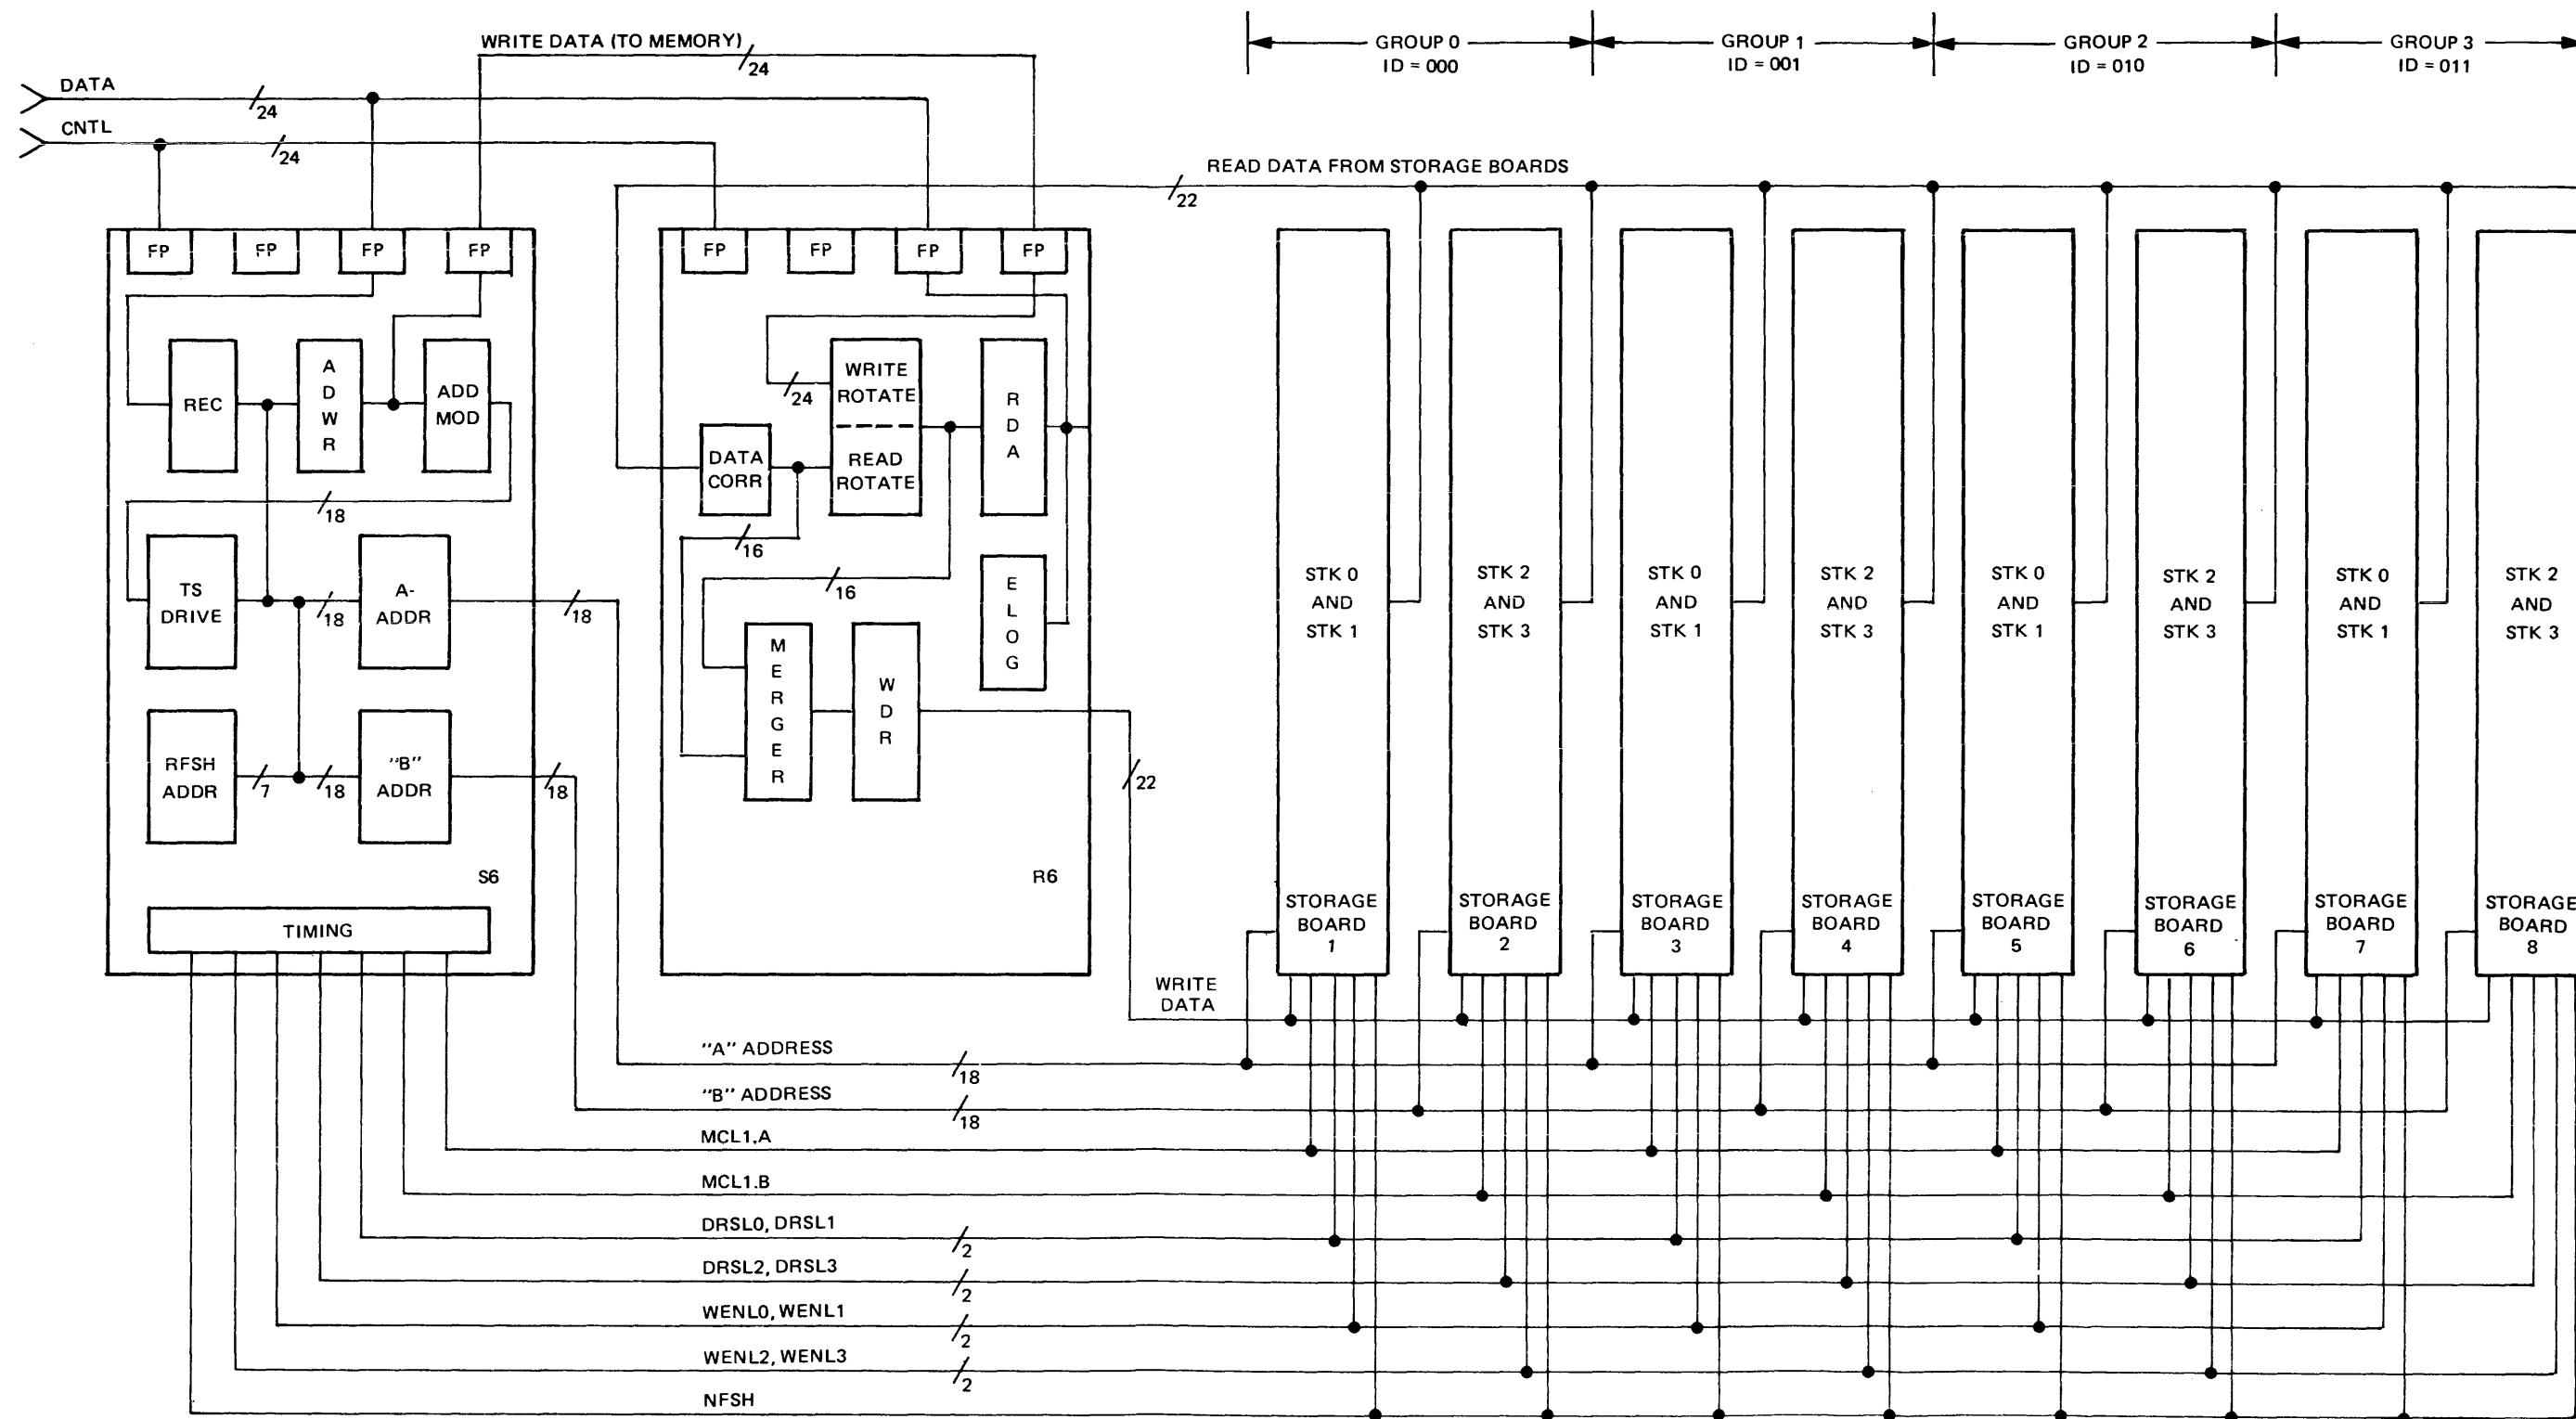 WRITE DATA (TO MEMORY)
24
GROUP 0
ID = 000
GROUP 1
ID = 001
GROUP 2
ID = 010
GROUP 3
ID = 011
DATA
24
CNTL
24
READ DATA FROM STORAGE BOARDS
22
FP
FP
FP
FP
REC
A
D
W
R
ADD
MOD
18
TS
DRIVE
18
A-
ADDR
18
RFSH
ADDR
7
18
"B"
ADDR
18
S6
TIMING
FP
FP
FP
FP
WRITE
ROTATE
24
READ
ROTATE
DATA
CORR
R
D
A
16
16
E
L
O
G
M
E
R
G
E
R
W
D
R
22
R6
STK 0
AND
STK 1
STORAGE
BOARD
1
STK 2
AND
STK 3
STORAGE
BOARD
2
STK 0
AND
STK 1
STORAGE
BOARD
3
STK 2
AND
STK 3
STORAGE
BOARD
4
STK 0
AND
STK 1
STORAGE
BOARD
5
STK 2
AND
STK 3
STORAGE
BOARD
6
STK 0
AND
STK 1
STORAGE
BOARD
7
STK 2
AND
STK 3
STORAGE
BOARD
8
WRITE
DATA
"A" ADDRESS
18
"B" ADDRESS
18
MCL1.A
MCL1.B
DRSL0, DRSL1
2
DRSL2, DRSL3
2
WENL0, WENL1
2
WENL2, WENL3
2
NFSH